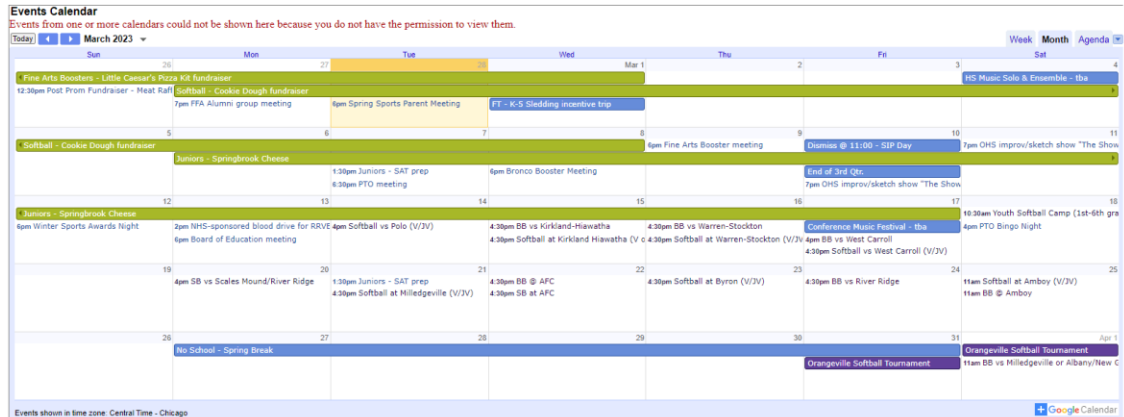 Events Calendar
Events from one or more calendars could not be shown here because you do not have the permission to view them.
Today March 2023 Week Month Agenda
Sun Mon Tue Wed Thu Fri Sat
26 27 28 Mar 1 2 3 4
Fine Arts Boosters - Little Caesar's Pizza Kit fundraiser
HS Music Solo & Ensemble - tba
12:30pm Post Prom Fundraiser - Meat Raff
Softball - Cookie Dough fundraiser
7pm FFA Alumni group meeting
6pm Spring Sports Parent Meeting
FT - K-5 Sledding incentive trip
5 6 7 8 9 10 11
Softball - Cookie Dough fundraiser
6pm Fine Arts Booster meeting
Dismiss @ 11:00 - SIP Day
7pm OHS improv/sketch show "The Show
Juniors - Springbrook Cheese
1:30pm Juniors - SAT prep
6pm Bronco Booster Meeting
End of 3rd Qtr.
6:30pm PTO meeting
7pm OHS improv/sketch show "The Show
12 13 14 15 16 17 18
Juniors - Springbrook Cheese
10:30am Youth Softball Camp (1st-6th gra
6pm Winter Sports Awards Night
2pm NHS-sponsored blood drive for RRVE
4pm Softball vs Polo (V/JV)
4:30pm BB vs Kirkland-Hiawatha
4:30pm BB vs Warren-Stockton
Conference Music Festival - tba
4pm PTO Bingo Night
6pm Board of Education meeting
4:30pm Softball at Kirkland Hiawatha (V o
4:30pm Softball at Warren-Stockton (V/JV
4pm BB vs West Carroll
4:30pm Softball vs West Carroll (V/JV)
19 20 21 22 23 24 25
4pm SB vs Scales Mound/River Ridge
1:30pm Juniors - SAT prep
4:30pm BB @ AFC
4:30pm Softball at Byron (V/JV)
4:30pm BB vs River Ridge
11am Softball at Amboy (V/JV)
4:30pm Softball at Milledgeville (V/JV)
4:30pm SB at AFC
11am BB @ Amboy
26 27 28 29 30 31 Apr 1
No School - Spring Break
Orangeville Softball Tournament
Orangeville Softball Tournament
11am BB vs Milledgeville or Albany/New G
Events shown in time zone: Central Time - Chicago
+ Google Calendar